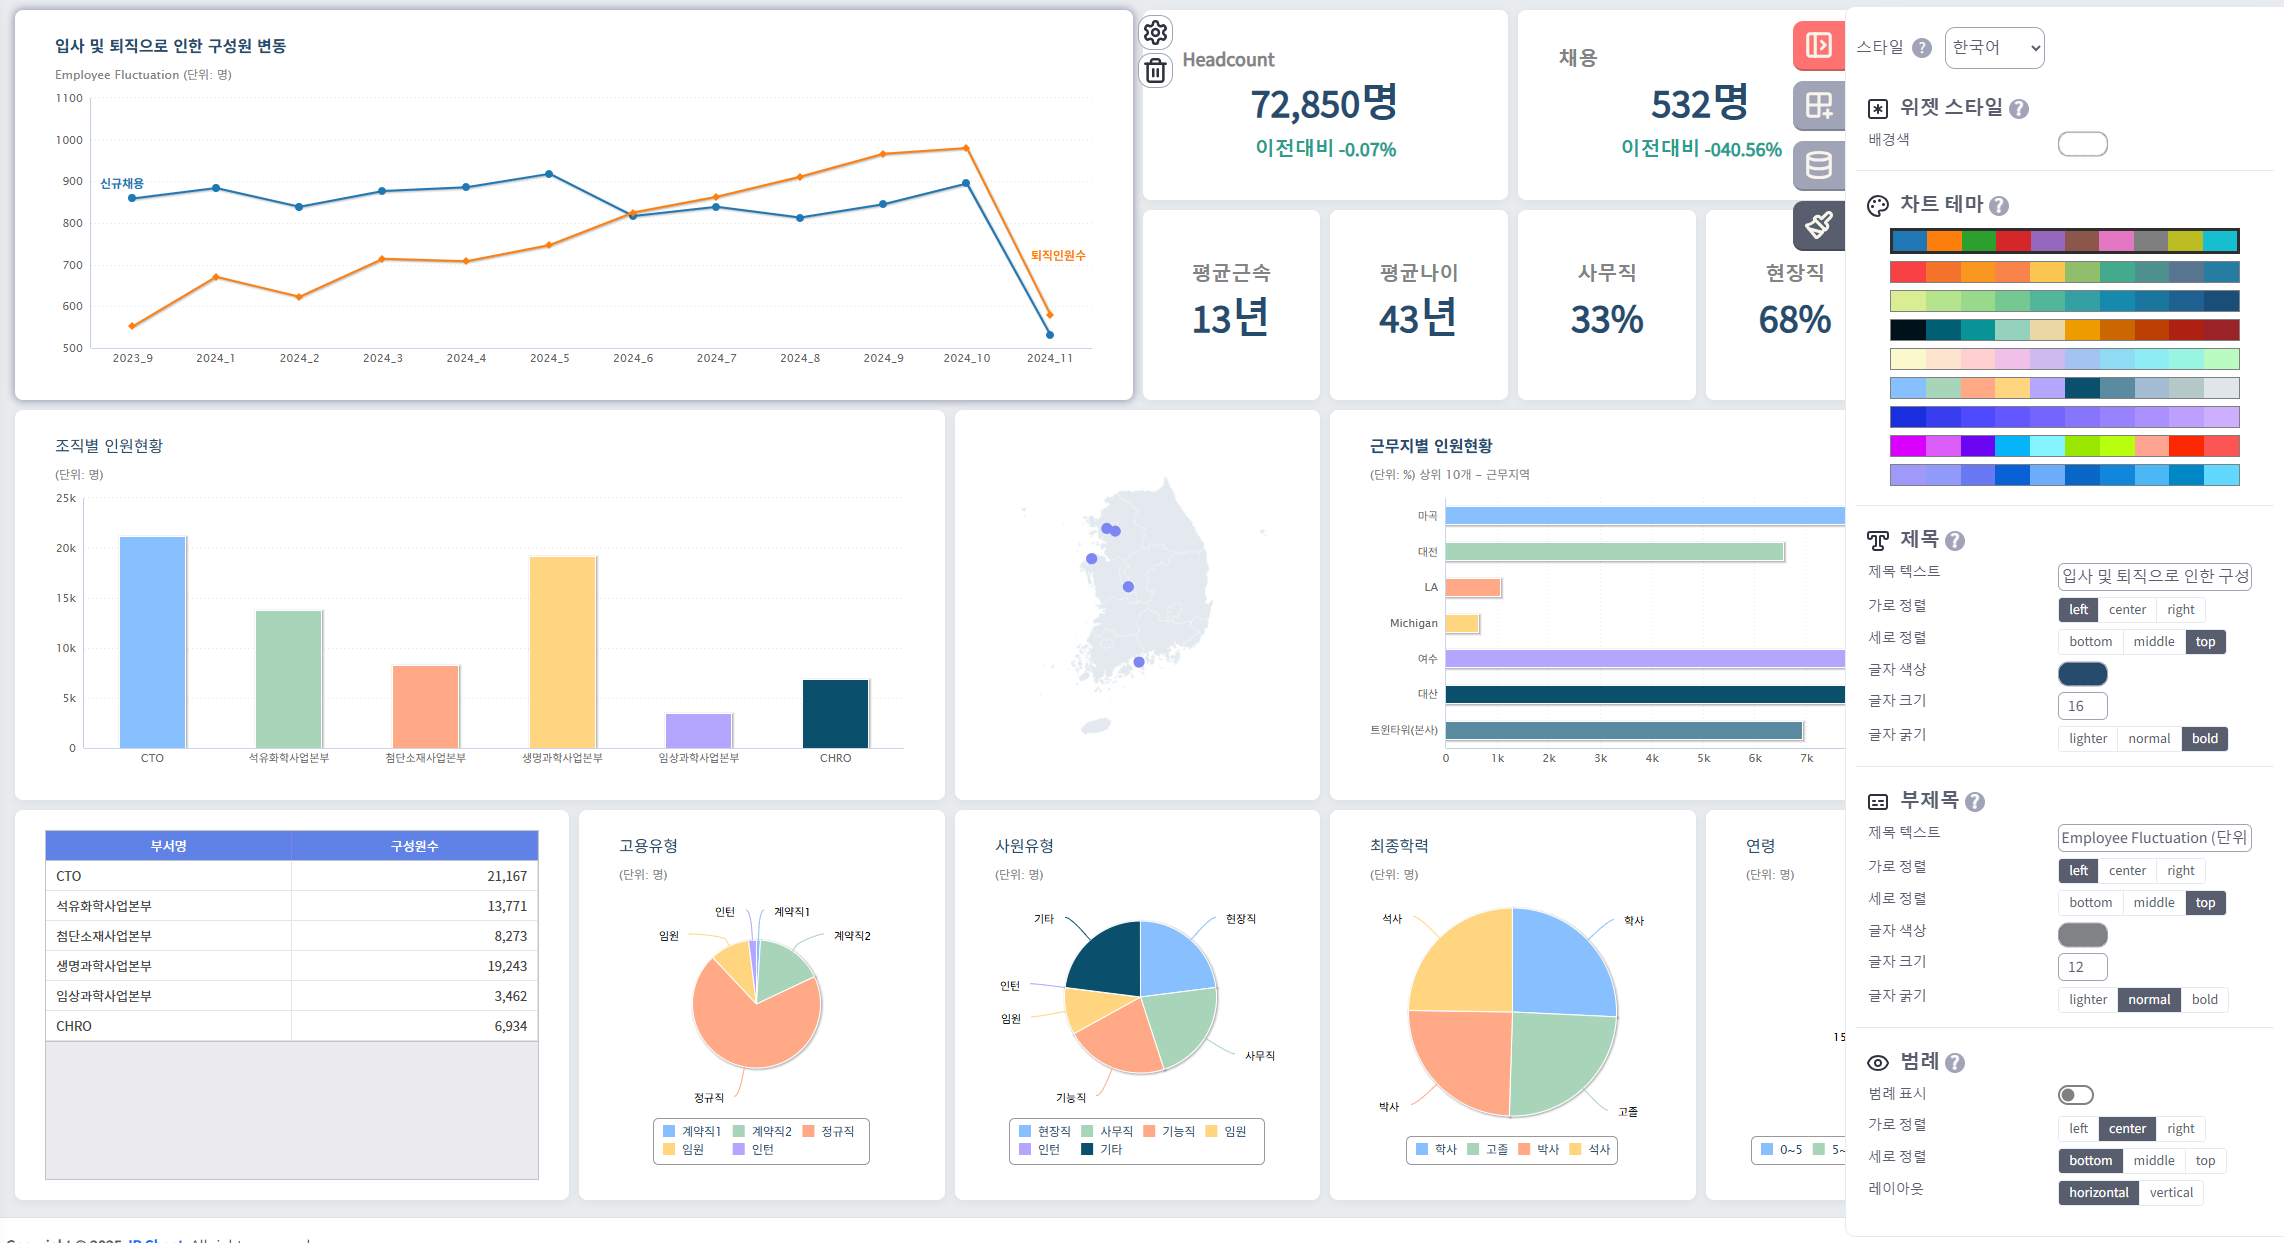 입사 및 퇴직으로 인한 구성원 변동
Employee Fluctuation (단위: 명)
1100
1000
900
800
700
600
500
신규채용
퇴직인원수
2023_9
2024_1
2024_2
2024_3
2024_4
2024_5
2024_6
2024_7
2024_8
2024_9
2024_10
2024_11
Headcount
72,850명
이전대비 -0.07%
채용
532명
이전대비 -040.56%
평균근속
13년
평균나이
43년
사무직
33%
현장직
68%
조직별 인원현황
(단위: 명)
25k
20k
15k
10k
5k
0
CTO
석유화학사업본부
첨단소재사업본부
생명과학사업본부
임상과학사업본부
CHRO
근무지별 인원현황
(단위: %) 상위 10개 - 근무지역
마곡
대전
LA
Michigan
여수
대산
트윈타워(본사)
0
1k
2k
3k
4k
5k
6k
7k
부서명 구성원수
CTO 21,167
석유화학사업본부 13,771
첨단소재사업본부 8,273
생명과학사업본부 19,243
임상과학사업본부 3,462
CHRO 6,934
고용유형
(단위: 명)
인턴
계약직1
임원
계약직2
정규직
계약직1 계약직2 정규직
임원 인턴
사원유형
(단위: 명)
기타
현장직
인턴
임원
사무직
기능직
현장직 사무직 기능직 임원
인턴 기타
최종학력
(단위: 명)
석사
학사
박사
고졸
학사 고졸 박사 석사
연령
(단위: 명)
15
0~5 5~
스타일 ? 한국어
위젯 스타일 ?
배경색
차트 테마 ?
제목 ?
제목 텍스트 입사 및 퇴직으로 인한 구성
가로 정렬 left center right
세로 정렬 bottom middle top
글자 색상
글자 크기 16
글자 굵기 lighter normal bold
부제목 ?
제목 텍스트 Employee Fluctuation (단위
가로 정렬 left center right
세로 정렬 bottom middle top
글자 색상
글자 크기 12
글자 굵기 lighter normal bold
범례 ?
범례 표시
가로 정렬 left center right
세로 정렬 bottom middle top
레이아웃 horizontal vertical